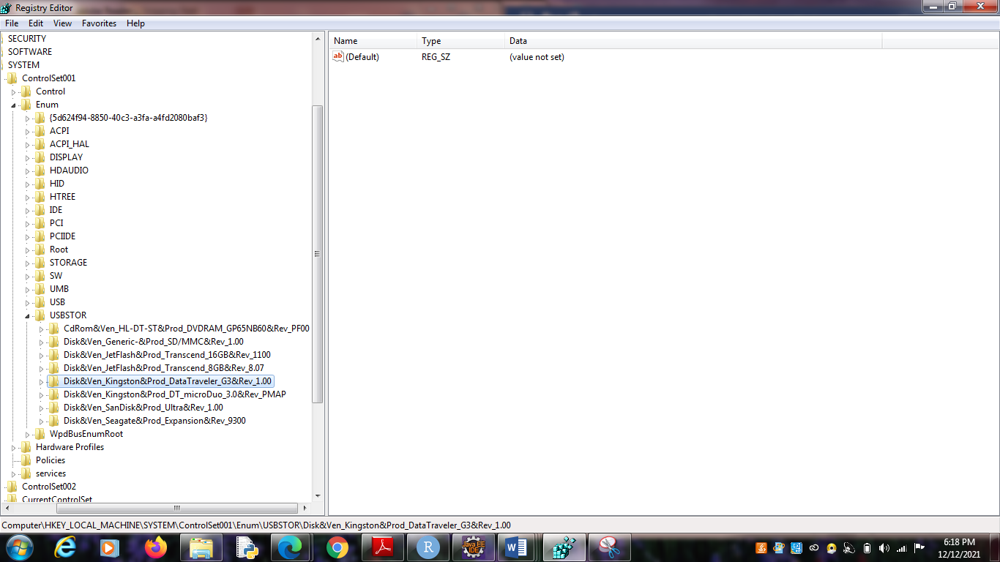 Registry Editor
File Edit View Favorites Help
SECURITY
SOFTWARE
SYSTEM
ControlSet001
Control
Enum
{5d624f94-8850-40c3-a3fa-a4fd2080baf3}
ACPI
ACPI_HAL
DISPLAY
HDAUDIO
HID
HTREE
IDE
PCI
PCIIDE
Root
STORAGE
SW
UMB
USB
USBSTOR
CdRom&Ven_HL-DT-ST&Prod_DVDRAM_GP65NB60&Rev_PF00
Disk&Ven_Generic-&Prod_SD/MMC&Rev_1.00
Disk&Ven_JetFlash&Prod_Transcend_16GB&Rev_1100
Disk&Ven_JetFlash&Prod_Transcend_8GB&Rev_8.07
Disk&Ven_Kingston&Prod_DataTraveler_G3&Rev_1.00
Disk&Ven_Kingston&Prod_DT_microDuo_3.0&Rev_PMAP
Disk&Ven_SanDisk&Prod_Ultra&Rev_1.00
Disk&Ven_Seagate&Prod_Expansion&Rev_9300
WpdBusEnumRoot
Hardware Profiles
Policies
services
ControlSet002
CurrentControlSet
Name Type Data
ab (Default) REG_SZ (value not set)
Computer\HKEY_LOCAL_MACHINE\SYSTEM\ControlSet001\Enum\USBSTOR\Disk&Ven_Kingston&Prod_DataTraveler_G3&Rev_1.00
R
Java EE
IDE
W
6:18 PM
12/12/2021